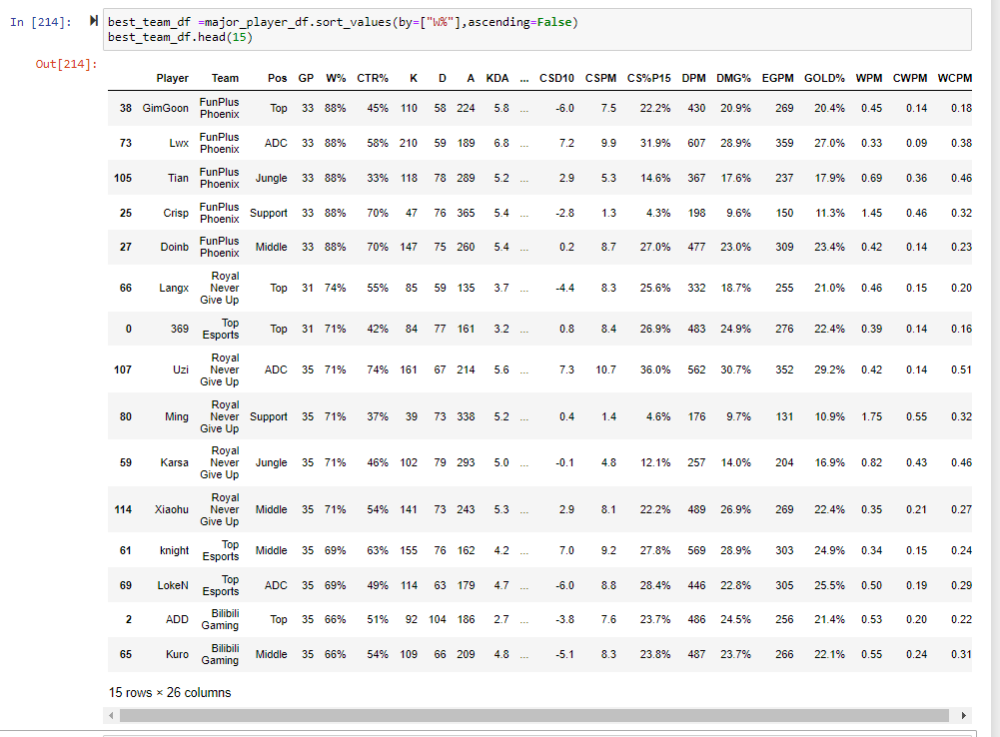 In [214]:
best_team_df =major_player_df.sort_values(by=["W%"],ascending=False)
best_team_df.head(15)
Out[214]:
Player Team Pos GP W% CTR% K D A KDA ... CSD10 CSPM CS%P15 DPM DMG% EGPM GOLD% WPM CWPM WCPM
38 GimGoon FunPlus Phoenix Top 33 88% 45% 110 58 224 5.8 ... -6.0 7.5 22.2% 430 20.9% 269 20.4% 0.45 0.14 0.18
73 Lwx FunPlus Phoenix ADC 33 88% 58% 210 59 189 6.8 ... 7.2 9.9 31.9% 607 28.9% 359 27.0% 0.33 0.09 0.38
105 Tian FunPlus Phoenix Jungle 33 88% 33% 118 78 289 5.2 ... 2.9 5.3 14.6% 367 17.6% 237 17.9% 0.69 0.36 0.46
25 Crisp FunPlus Phoenix Support 33 88% 70% 47 76 365 5.4 ... -2.8 1.3 4.3% 198 9.6% 150 11.3% 1.45 0.46 0.32
27 Doinb FunPlus Phoenix Middle 33 88% 70% 147 75 260 5.4 ... 0.2 8.7 27.0% 477 23.0% 309 23.4% 0.42 0.14 0.23
66 Langx Royal Never Give Up Top 31 74% 55% 85 59 135 3.7 ... -4.4 8.3 25.6% 332 18.7% 255 21.0% 0.46 0.15 0.20
0 369 Top Esports Top 31 71% 42% 84 77 161 3.2 ... 0.8 8.4 26.9% 483 24.9% 276 22.4% 0.39 0.14 0.16
107 Uzi Royal Never Give Up ADC 35 71% 74% 161 67 214 5.6 ... 7.3 10.7 36.0% 562 30.7% 352 29.2% 0.42 0.14 0.51
80 Ming Royal Never Give Up Support 35 71% 37% 39 73 338 5.2 ... 0.4 1.4 4.6% 176 9.7% 131 10.9% 1.75 0.55 0.32
59 Karsa Royal Never Give Up Jungle 35 71% 46% 102 79 293 5.0 ... -0.1 4.8 12.1% 257 14.0% 204 16.9% 0.82 0.43 0.46
114 Xiaohu Royal Never Give Up Middle 35 71% 54% 141 73 243 5.3 ... 2.9 8.1 22.2% 489 26.9% 269 22.4% 0.35 0.21 0.27
61 knight Top Esports Middle 35 69% 63% 155 76 162 4.2 ... 7.0 9.2 27.8% 569 28.9% 303 24.9% 0.34 0.15 0.24
69 LokeN Top Esports ADC 35 69% 49% 114 63 179 4.7 ... -6.0 8.8 28.4% 446 22.8% 305 25.5% 0.50 0.19 0.29
2 ADD Bilibili Gaming Top 35 66% 51% 92 104 186 2.7 ... -3.8 7.6 23.7% 486 24.5% 256 21.4% 0.53 0.20 0.22
65 Kuro Bilibili Gaming Middle 35 66% 54% 109 66 209 4.8 ... -5.1 8.3 23.8% 487 23.7% 266 22.1% 0.55 0.24 0.31
15 rows × 26 columns